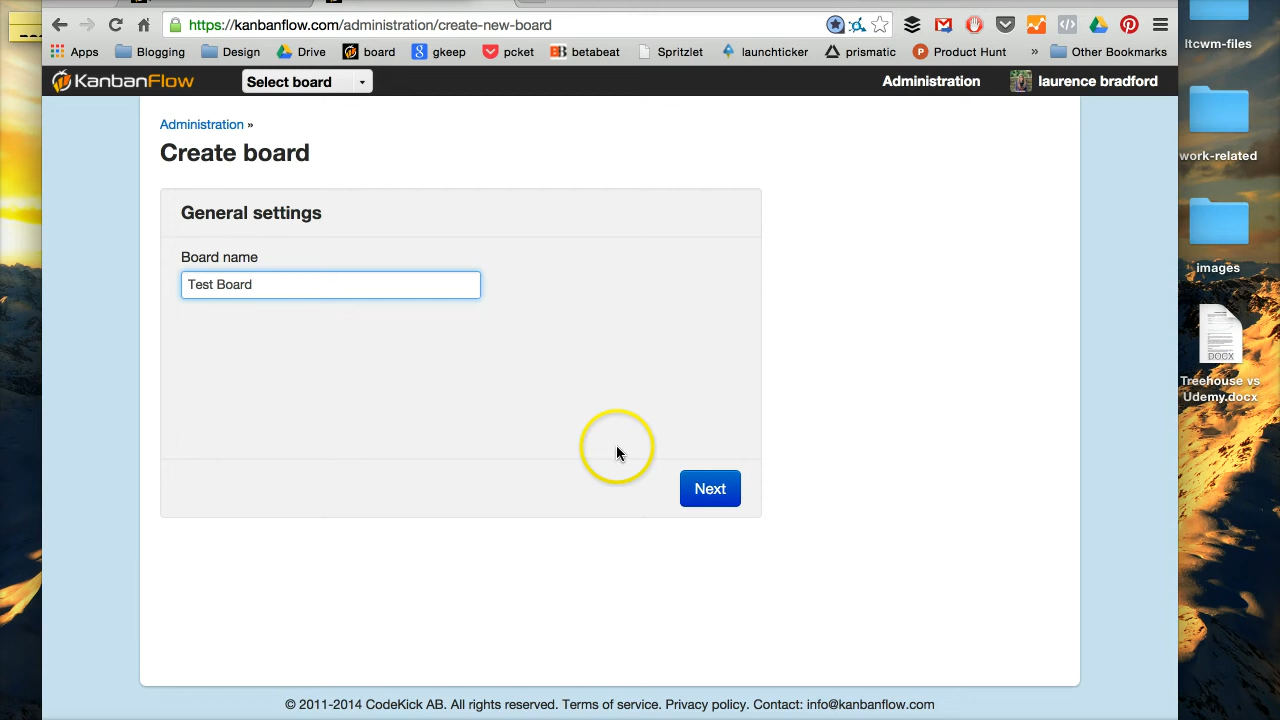 https://kanbanflow.com/administration/create-new-board
Apps Blogging Design Drive board gkeep pcket betabeat Spritzlet launchticker prismatic Product Hunt » Other Bookmarks
KanbanFlow Select board Administration laurence bradford
Administration »
Create board
General settings
Board name
Test Board
Next
© 2011-2014 CodeKick AB. All rights reserved. Terms of service. Privacy policy. Contact: info@kanbanflow.com
ltcwm-files
work-related
images
DOCX
Treehouse vs
Udemy.docx